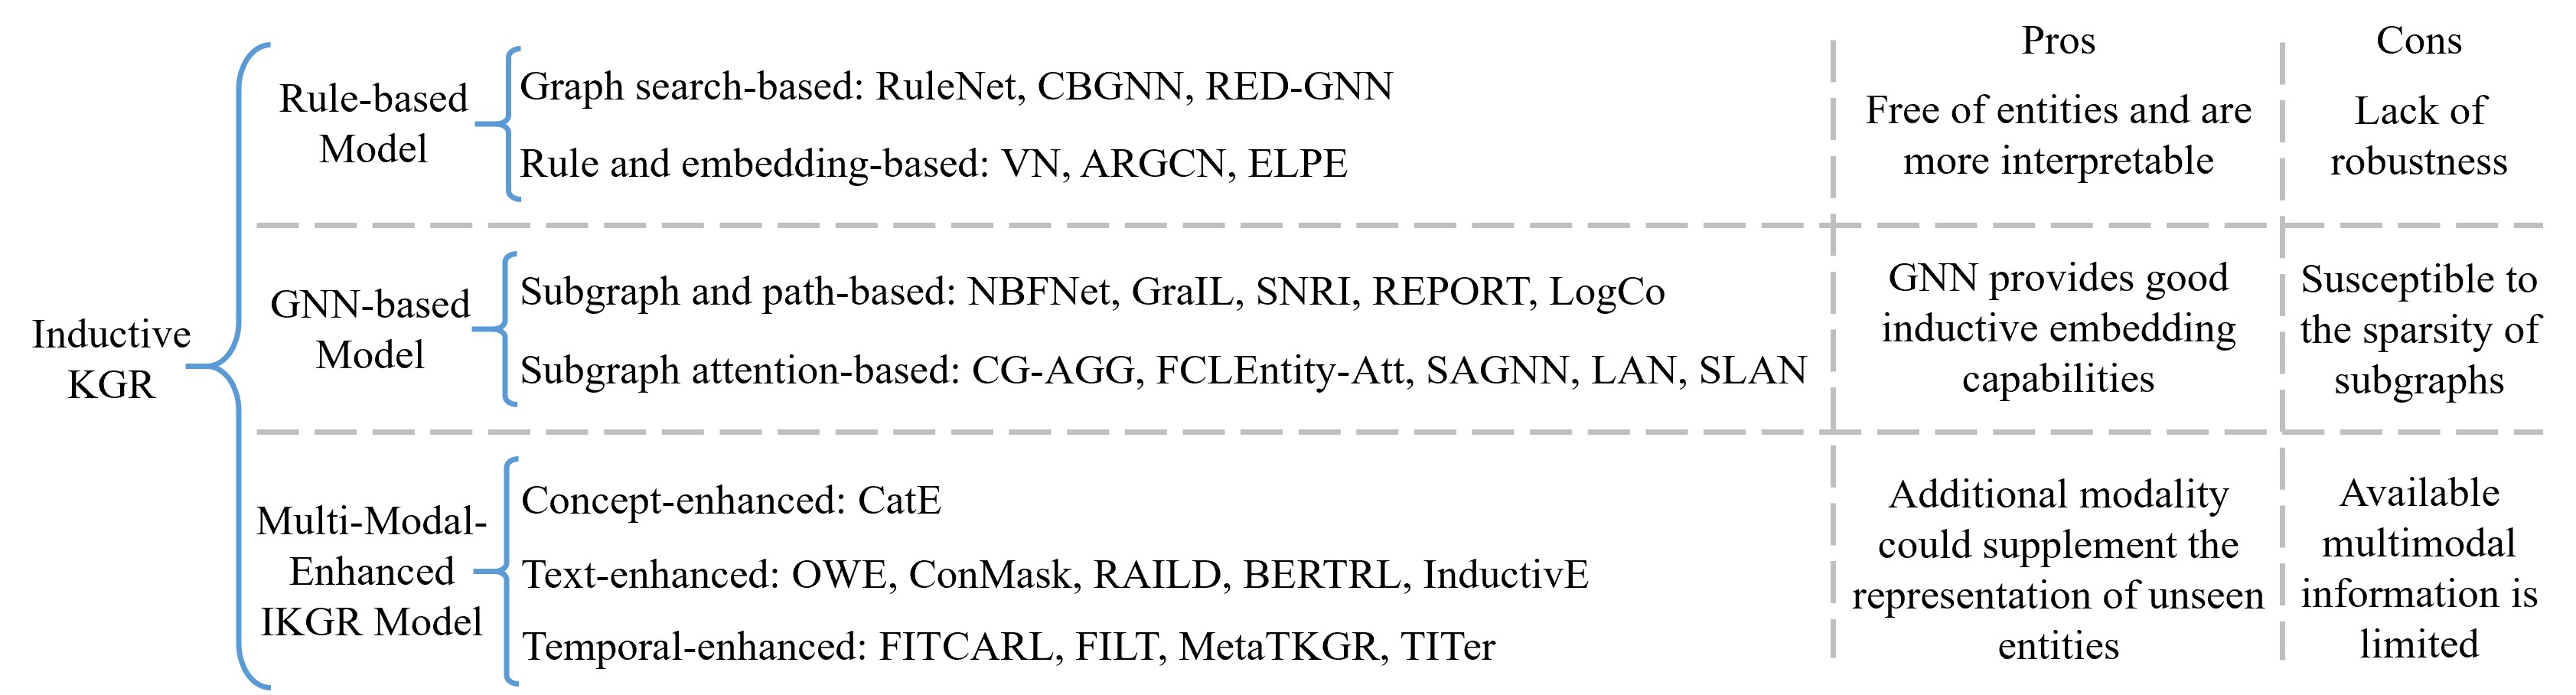 Inductive
KGR
Rule-based
Model
Graph search-based: RuleNet, CBGNN, RED-GNN
Rule and embedding-based: VN, ARGCN, ELPE
Pros
Free of entities and are
more interpretable
Cons
Lack of
robustness
GNN-based
Model
Subgraph and path-based: NBFNet, GraIL, SNRI, REPORT, LogCo
Subgraph attention-based: CG-AGG, FCLEntity-Att, SAGNN, LAN, SLAN
GNN provides good
inductive embedding
capabilities
Susceptible to
the sparsity of
subgraphs
Multi-Modal-
Enhanced
IKGR Model
Concept-enhanced: CatE
Text-enhanced: OWE, ConMask, RAILD, BERTRL, InductivE
Temporal-enhanced: FITCARL, FILT, MetaTKGR, TITer
Additional modality
could supplement the
representation of unseen
entities
Available
multimodal
information is
limited